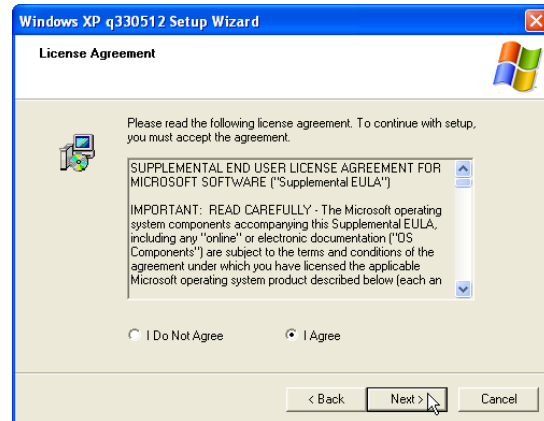 Windows XP q330512 Setup Wizard
License Agreement
Please read the following license agreement. To continue with setup,
you must accept the agreement.
SUPPLEMENTAL END USER LICENSE AGREEMENT FOR
MICROSOFT SOFTWARE ("Supplemental EULA")
IMPORTANT: READ CAREFULLY - The Microsoft operating
system components accompanying this Supplemental EULA,
including any "online" or electronic documentation ("OS
Components") are subject to the terms and conditions of the
agreement under which you have licensed the applicable
Microsoft operating system product described below (each an
I Do Not Agree
I Agree
< Back
Next >
Cancel